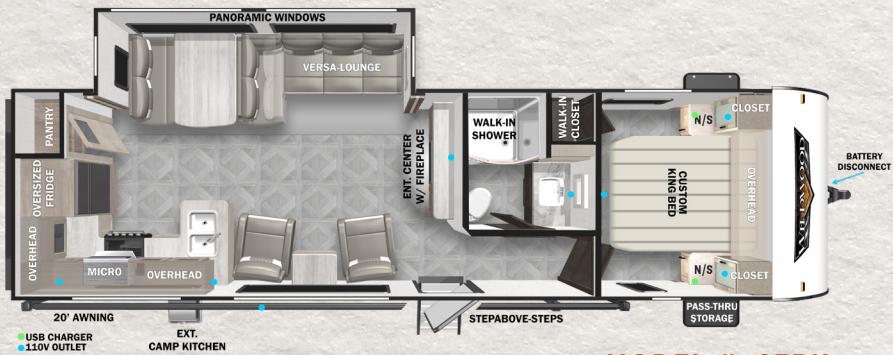 PANORAMIC WINDOWS
VERSA-LOUNGE
PANTRY
OVERSIZED
FRIDGE
OVERHEAD
MICRO
OVERHEAD
ENT. CENTER
W/ FIREPLACE
WALK-IN
SHOWER
WALK-IN
CLOSET
N/S
CLOSET
CUSTOM
KING BED
OVERHEAD
N/S
CLOSET
WILDWOOD
BATTERY
DISCONNECT
20' AWNING
EXT.
CAMP KITCHEN
STEPABOVE-STEPS
PASS-THRU
STORAGE
USB CHARGER
110V OUTLET